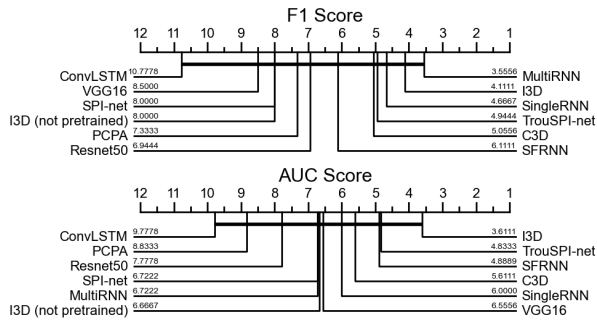 F1 Score
12 11 10 9 8 7 6 5 4 3 2 1
ConvLSTM 10.7778 3.5556 MultiRNN
VGG16 8.5000 4.1111 I3D
SPI-net 8.0000 4.6667 SingleRNN
I3D (not pretrained) 8.0000 4.9444 TrouSPI-net
PCPA 7.3333 5.0556 C3D
Resnet50 6.9444 6.1111 SFRNN
AUC Score
12 11 10 9 8 7 6 5 4 3 2 1
ConvLSTM 9.7778 3.6111 I3D
PCPA 8.8333 4.8333 TrouSPI-net
Resnet50 7.7778 4.8889 SFRNN
SPI-net 6.7222 5.6111 C3D
MultiRNN 6.7222 6.0000 SingleRNN
I3D (not pretrained) 6.6667 6.5556 VGG16